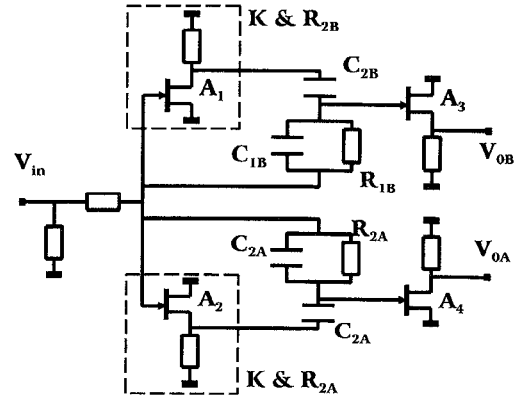 K & R2B
A1
C2B
A3
C1B
R1B
V0B
Vin
C2A
R2A
V0A
A2
A4
C2A
K & R2A